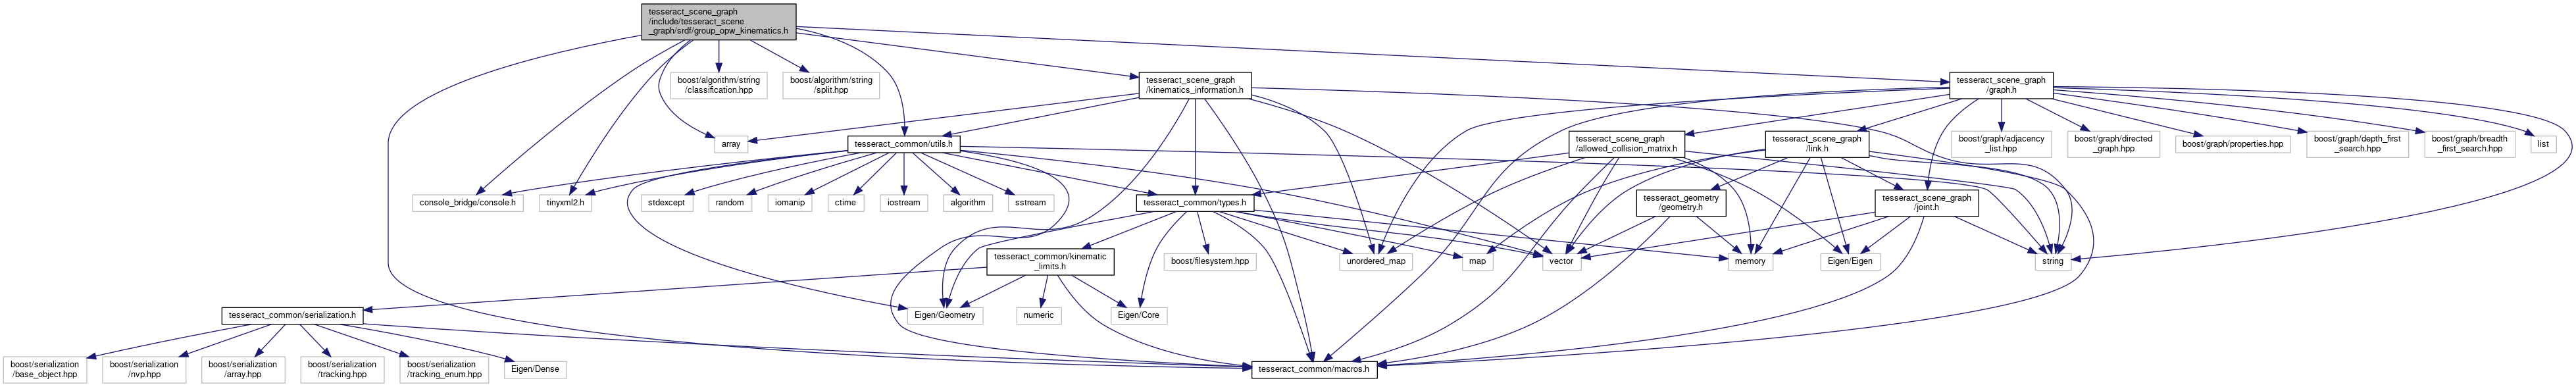 tesseract_scene_graph
/include/tesseract_scene
_graph/srdf/group_opw_kinematics.h
boost/algorithm/string
/classification.hpp
boost/algorithm/string
/split.hpp
tesseract_scene_graph
/kinematics_information.h
tesseract_scene_graph
/graph.h
array
tesseract_common/utils.h
tesseract_scene_graph
/allowed_collision_matrix.h
tesseract_scene_graph
/link.h
boost/graph/adjacency
_list.hpp
boost/graph/directed
_graph.hpp
boost/graph/properties.hpp
boost/graph/depth_first
_search.hpp
boost/graph/breadth
_first_search.hpp
list
console_bridge/console.h
tinyxml2.h
stdexcept
random
iomanip
ctime
iostream
algorithm
sstream
tesseract_common/types.h
tesseract_geometry
/geometry.h
tesseract_scene_graph
/joint.h
tesseract_common/kinematic
_limits.h
boost/filesystem.hpp
unordered_map
map
vector
memory
Eigen/Eigen
string
tesseract_common/serialization.h
Eigen/Geometry
numeric
Eigen/Core
boost/serialization
/base_object.hpp
boost/serialization
/nvp.hpp
boost/serialization
/array.hpp
boost/serialization
/tracking.hpp
boost/serialization
/tracking_enum.hpp
Eigen/Dense
tesseract_common/macros.h